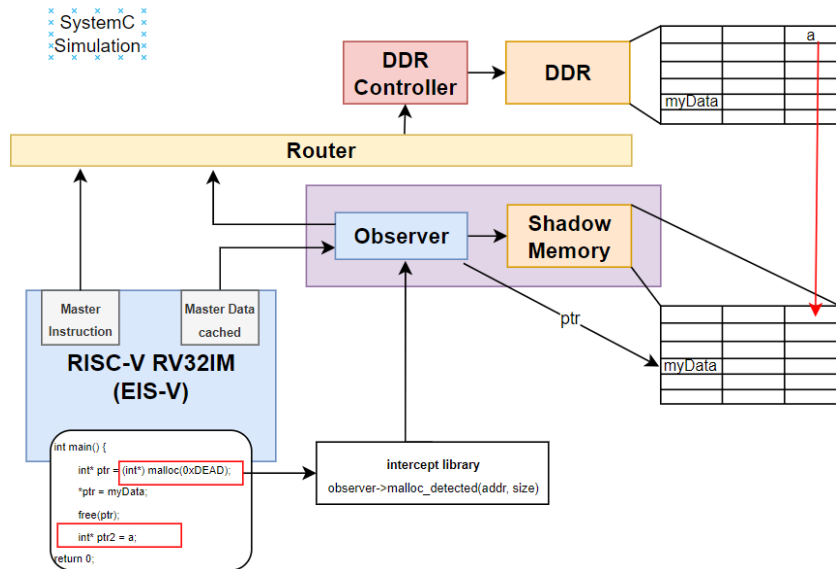 SystemC
Simulation
DDR
Controller
DDR
a
myData
Router
Observer
Shadow
Memory
Master
Instruction
Master Data
cached
ptr
myData
RISC-V RV32IM
(EIS-V)
int main() {
int* ptr = (int*) malloc(0xDEAD);
*ptr = myData;
free(ptr);
int* ptr2 = a;
return 0;
intercept library
observer->malloc_detected(addr, size)